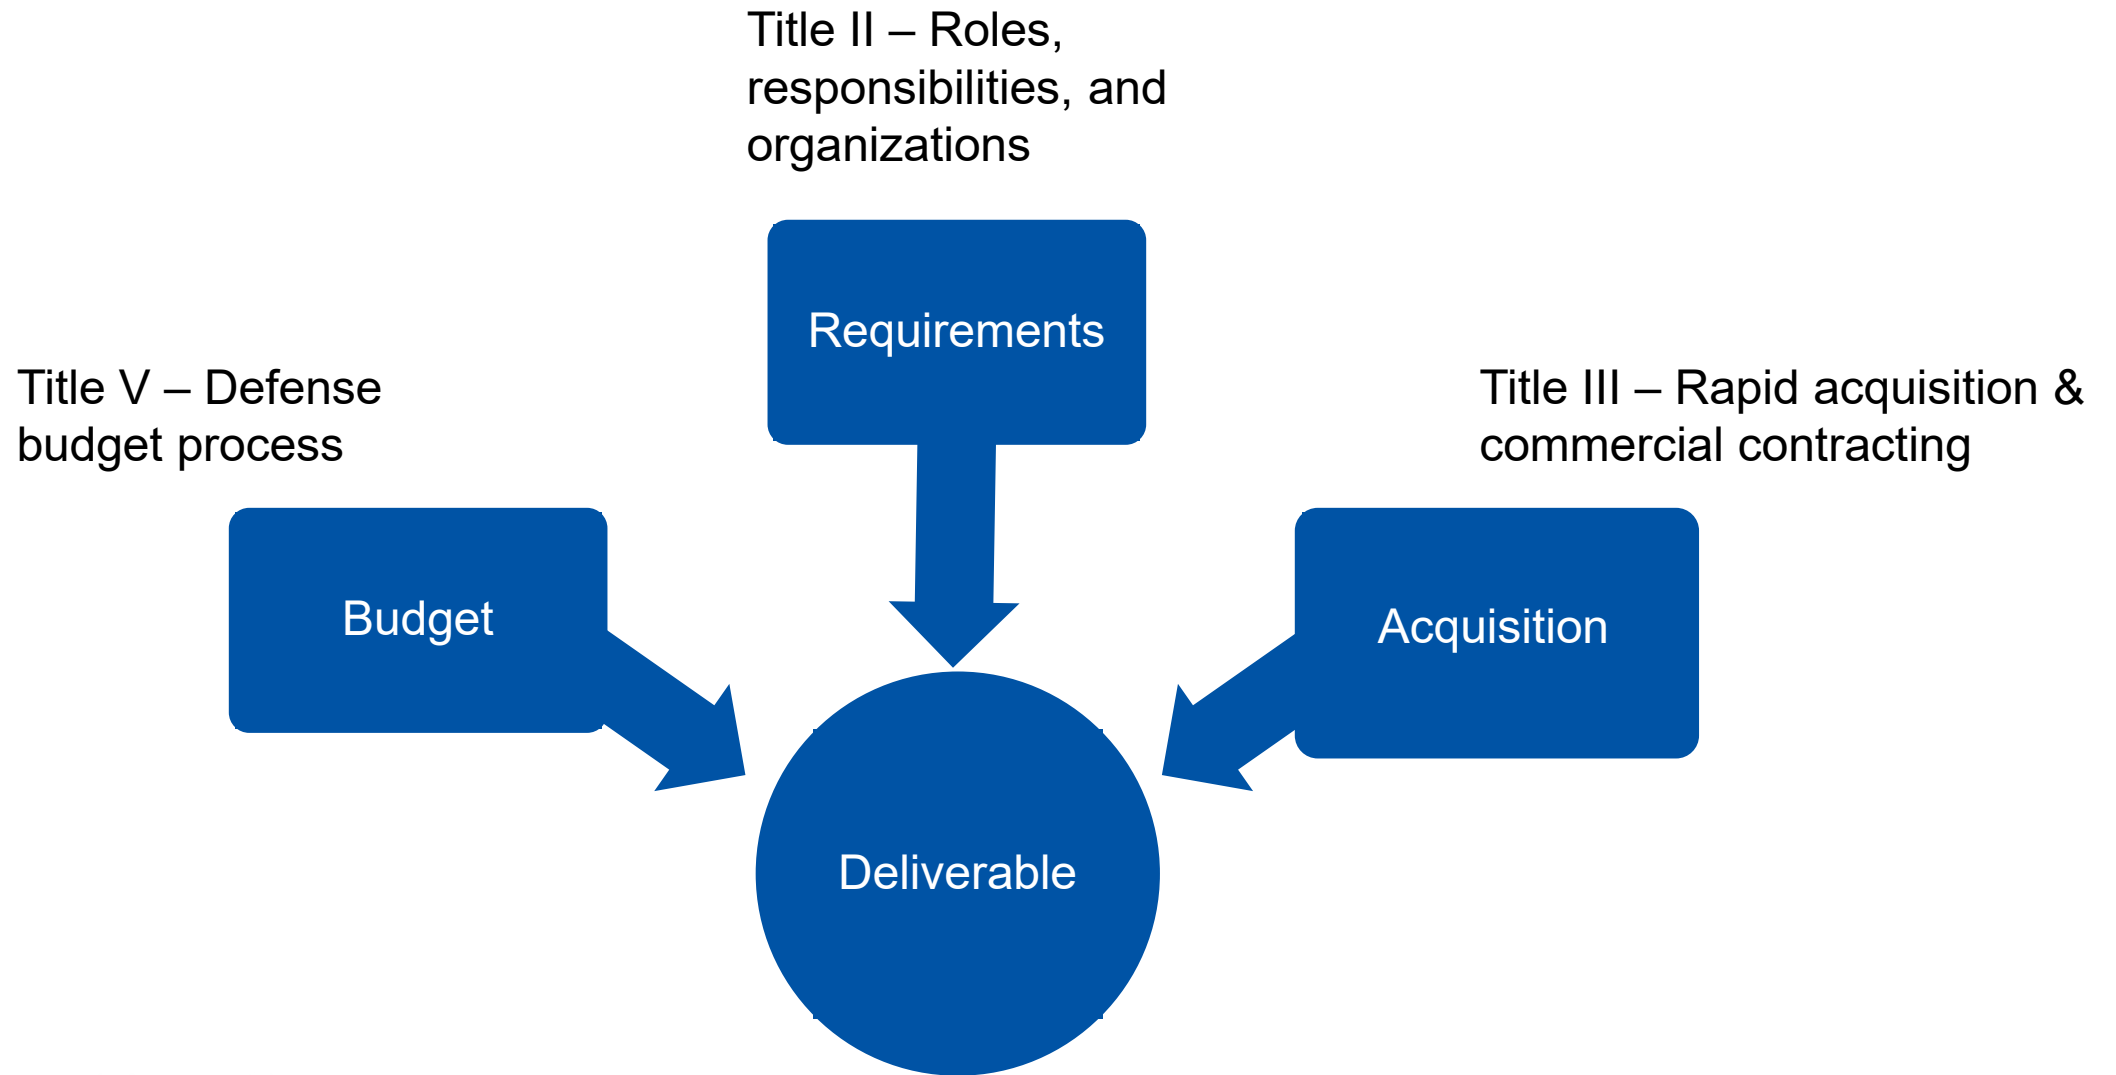 Title II – Roles,
responsibilities, and
organizations
Requirements
Title V – Defense
budget process
Title III – Rapid acquisition &
commercial contracting
Budget
Acquisition
Deliverable